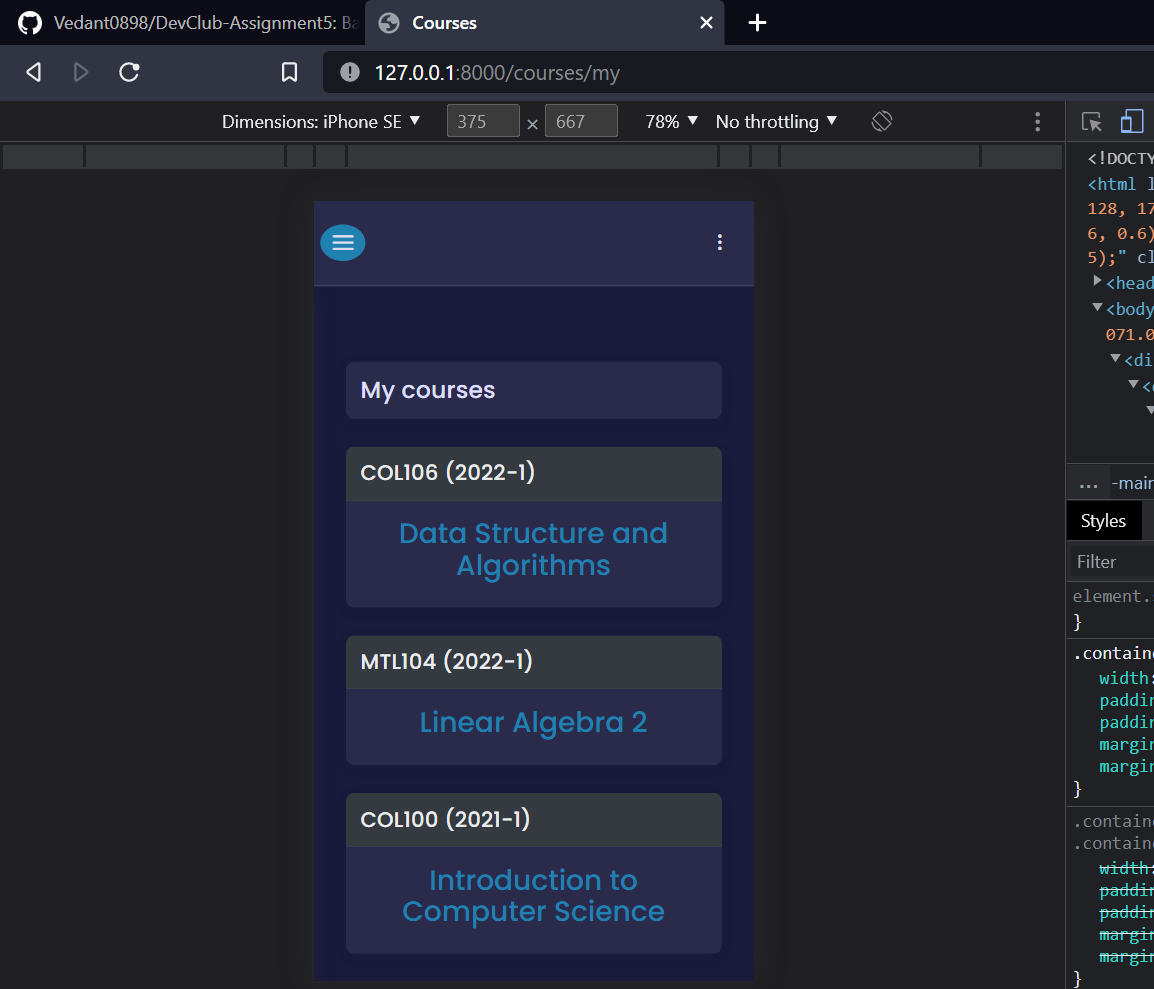 Vedant0898/DevClub-Assignment5: Ba
Courses
127.0.0.1:8000/courses/my
Dimensions: iPhone SE ▼ 375 × 667 78% ▼ No throttling ▼
<!DOCTY
<html l
128, 17
6, 0.6)
5);" cl
<head
<body
071.0
<di
My courses
COL106 (2022-1)
Data Structure and
Algorithms
MTL104 (2022-1)
Linear Algebra 2
COL100 (2021-1)
Introduction to
Computer Science
... -main
Styles
Filter
element.s
}
.containe
width:
paddin
paddin
margin
margin
}
.containe
.containe
width:
paddin
paddin
margin
margin
}